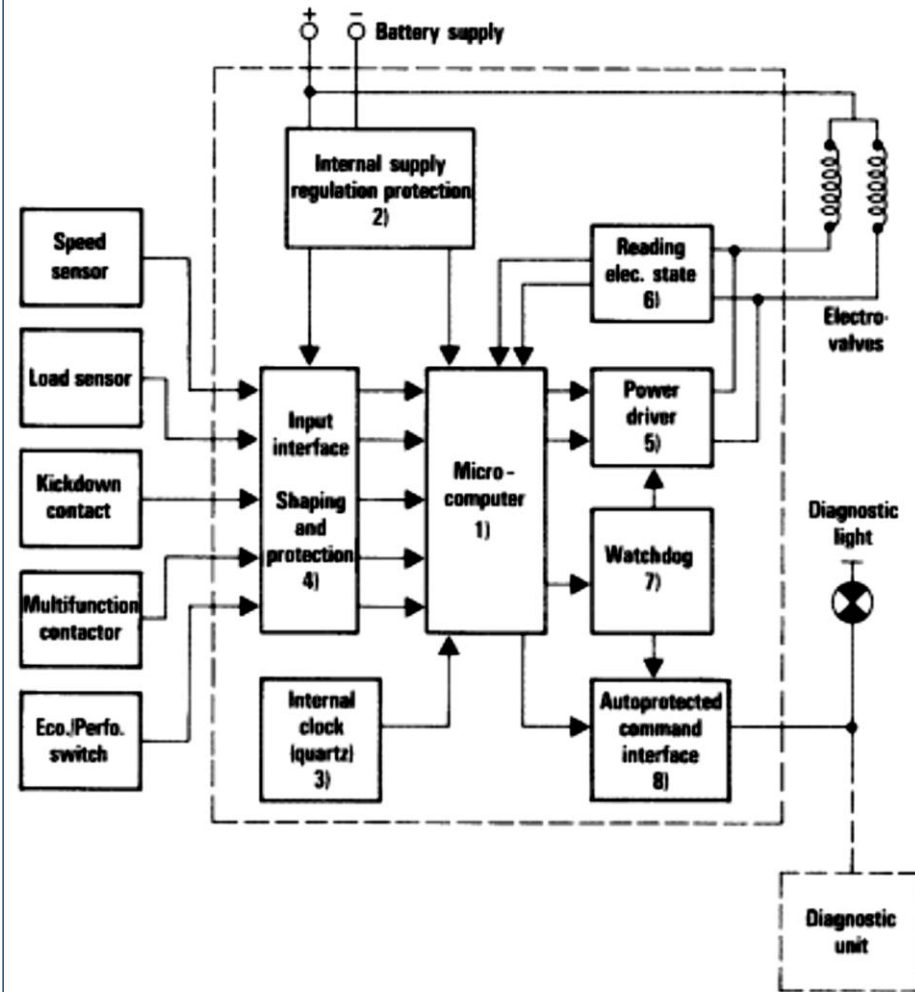 + −
Battery supply
Internal supply
regulation protection
2)
Speed
sensor
Reading
elec. state
6)
Electro-
valves
Load sensor
Input
interface
Shaping
and
protection
4)
Micro-
computer
1)
Power
driver
5)
Kickdown
contact
Diagnostic
light
Watchdog
7)
Multifunction
contactor
Eco./Perfo.
switch
Internal
clock
(quartz)
3)
Autoprotected
command
interface
8)
Diagnostic
unit